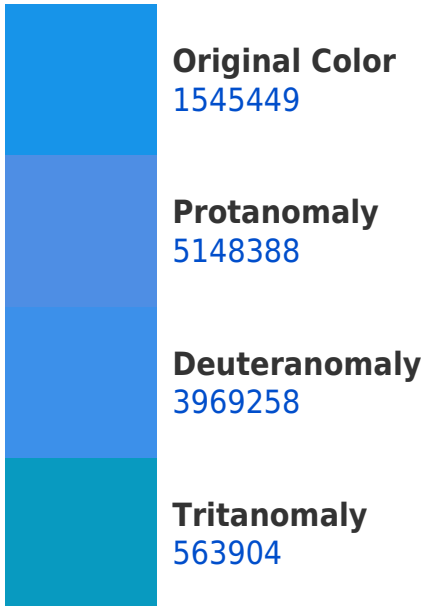 Original Color
1545449
Protanomaly
5148388
Deuteranomaly
3969258
Tritanomaly
563904